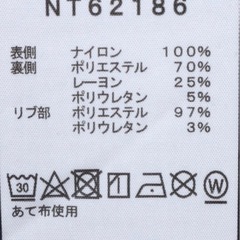 NT62186
表側 ナイロン 100%
裏側 ポリエステル 70%
レーヨン 25%
ポリウレタン 5%
リブ部 ポリエステル 97%
ポリウレタン 3%
30 W
あて布使用